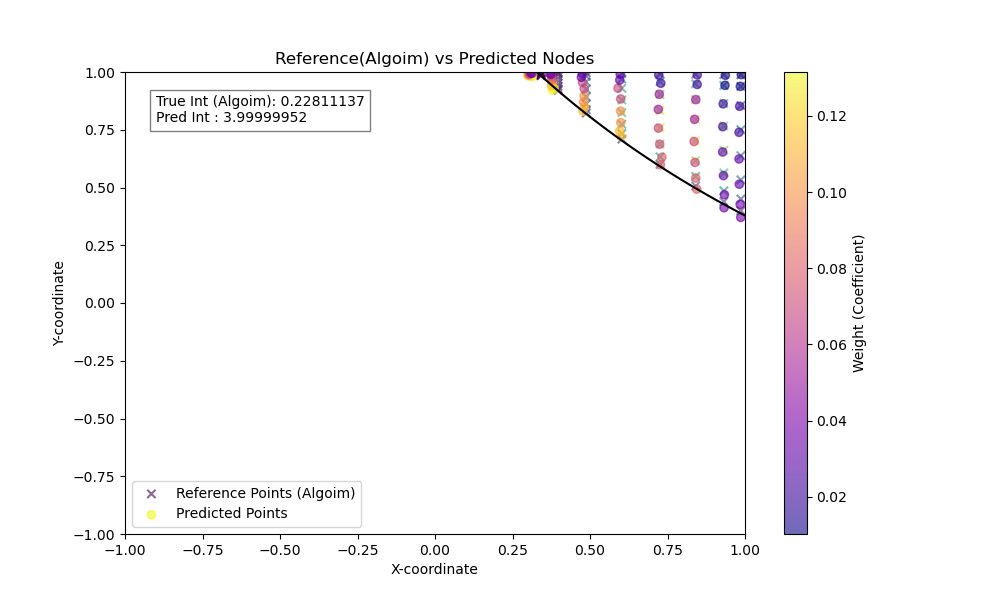 Reference(Algoim) vs Predicted Nodes
True Int (Algoim): 0.22811137
Pred Int : 3.99999952
1.00
0.75
0.50
0.25
0.00
−0.25
−0.50
−0.75
−1.00
Y-coordinate
Reference Points (Algoim)
Predicted Points
−1.00 −0.75 −0.50 −0.25 0.00 0.25 0.50 0.75 1.00
X-coordinate
0.12
0.10
0.08
0.06
0.04
0.02
Weight (Coefficient)